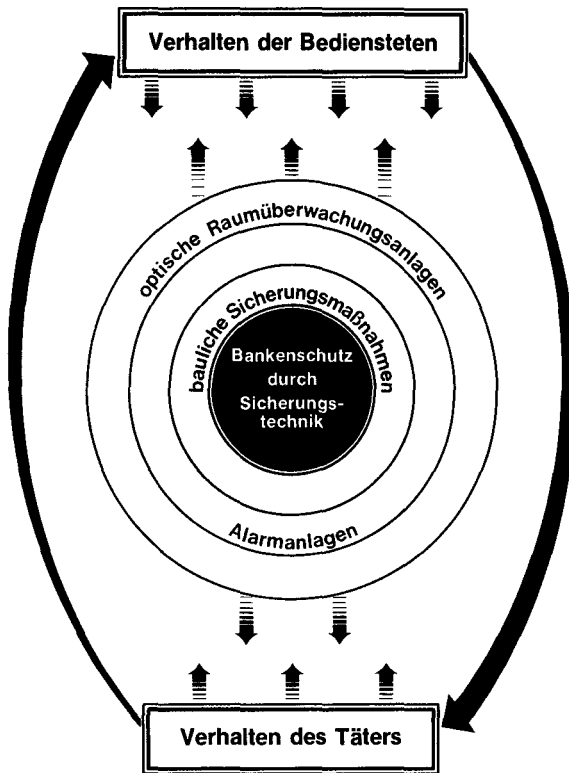 Verhalten der Bediensteten
optische Raumüberwachungsanlagen
bauliche Sicherungsmaßnahmen
Bankenschutz
durch
Sicherungs-
technik
Alarmanlagen
Verhalten des Täters